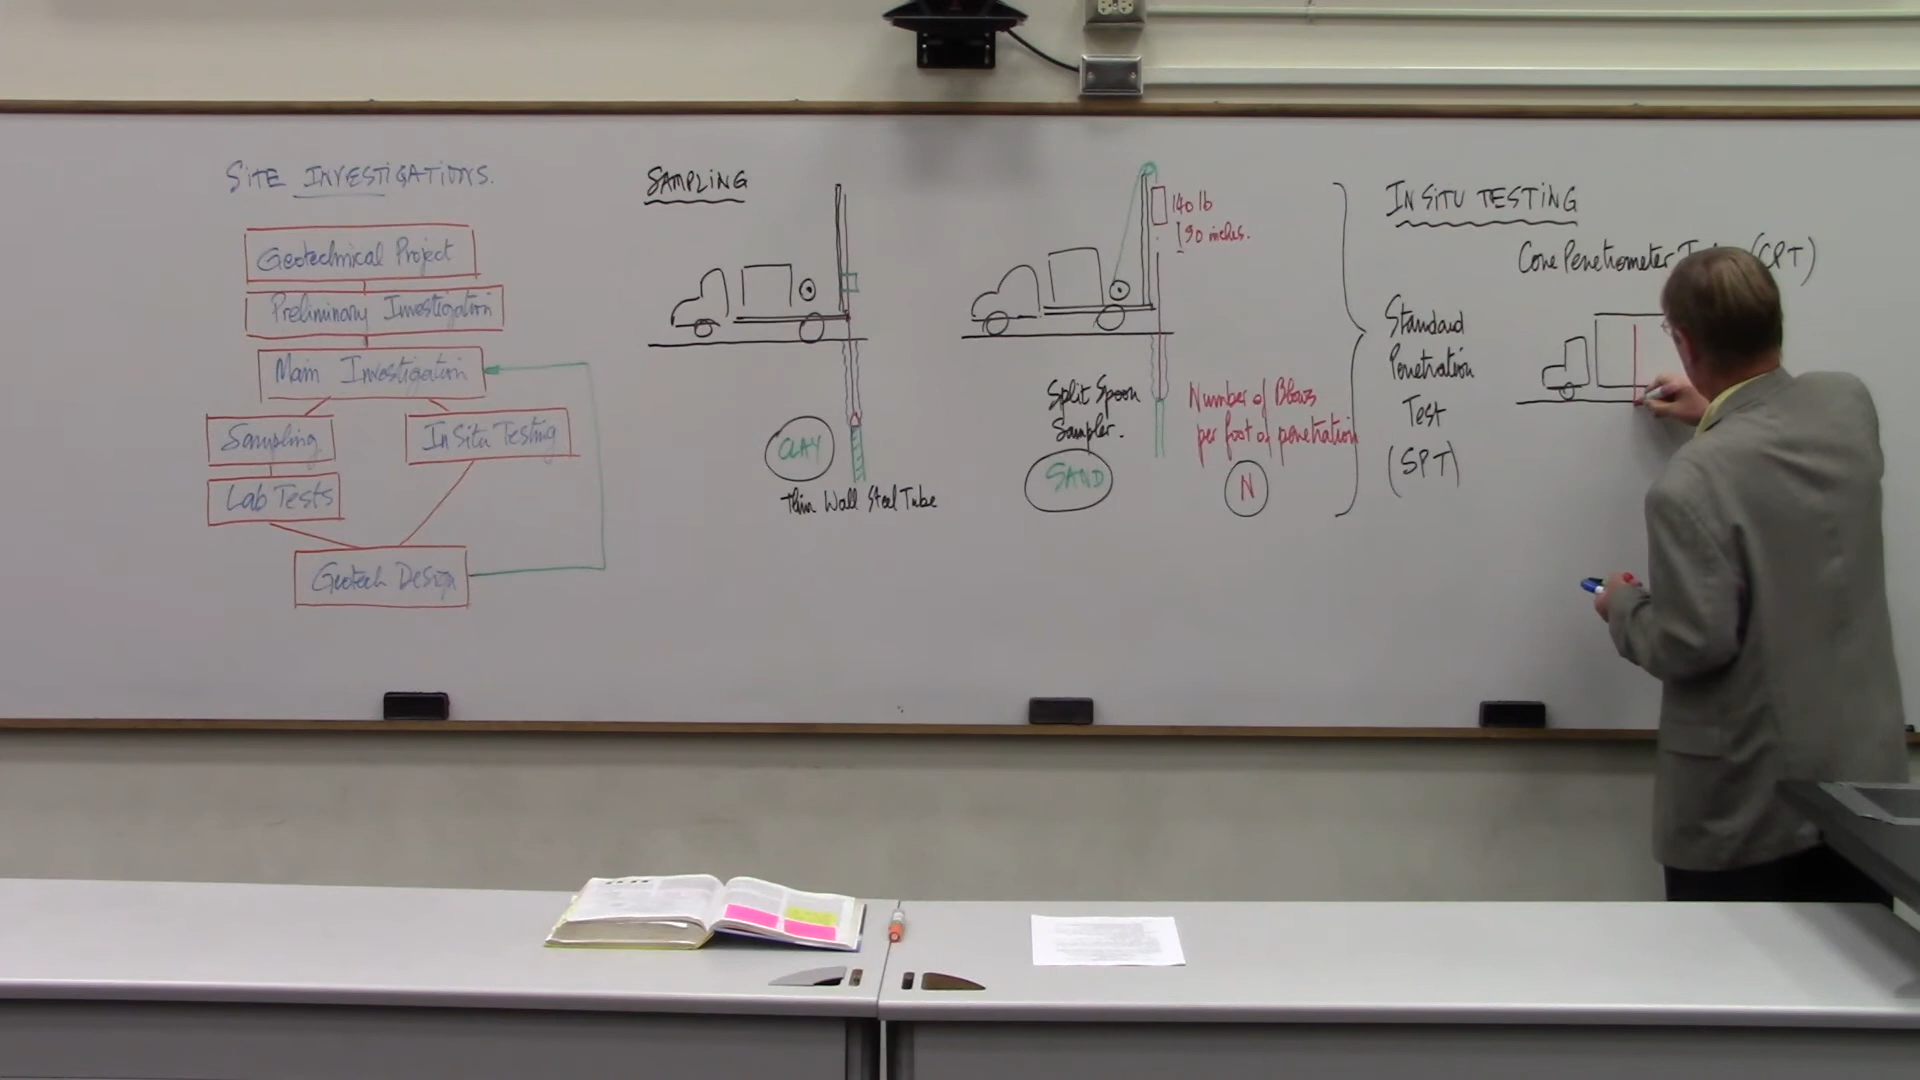 SITE INVESTIGATIONS.
Geotechnical Project
Preliminary Investigation
Main Investigation
Sampling
In Situ Testing
Lab Tests
Geotech Design
SAMPLING
CLAY
Thin Wall Steel Tube
140 lb
30 inches.
Split Spoon
Sampler.
SAND
Number of Blows
per foot of penetration
N
IN SITU TESTING
Cone Penetrometer (CPT)
Standard
Penetration
Test
(SPT)